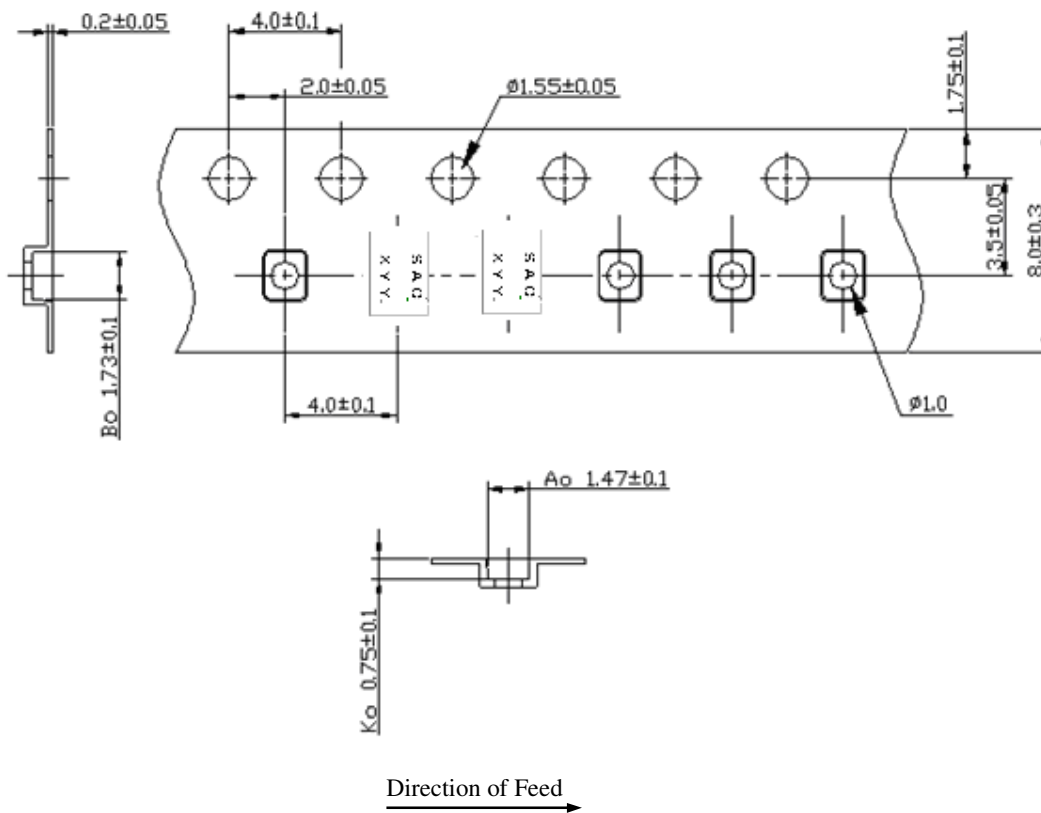 0.2±0.05
4.0±0.1
2.0±0.05
ø1.55±0.05
1.75±0.1
3.5±0.05
8.0±0.3
SAC
XYY.
SAC
XYY.
Bo 1.73±0.1
4.0±0.1
ø1.0
Ao 1.47±0.1
Ko 0.75±0.1
Direction of Feed